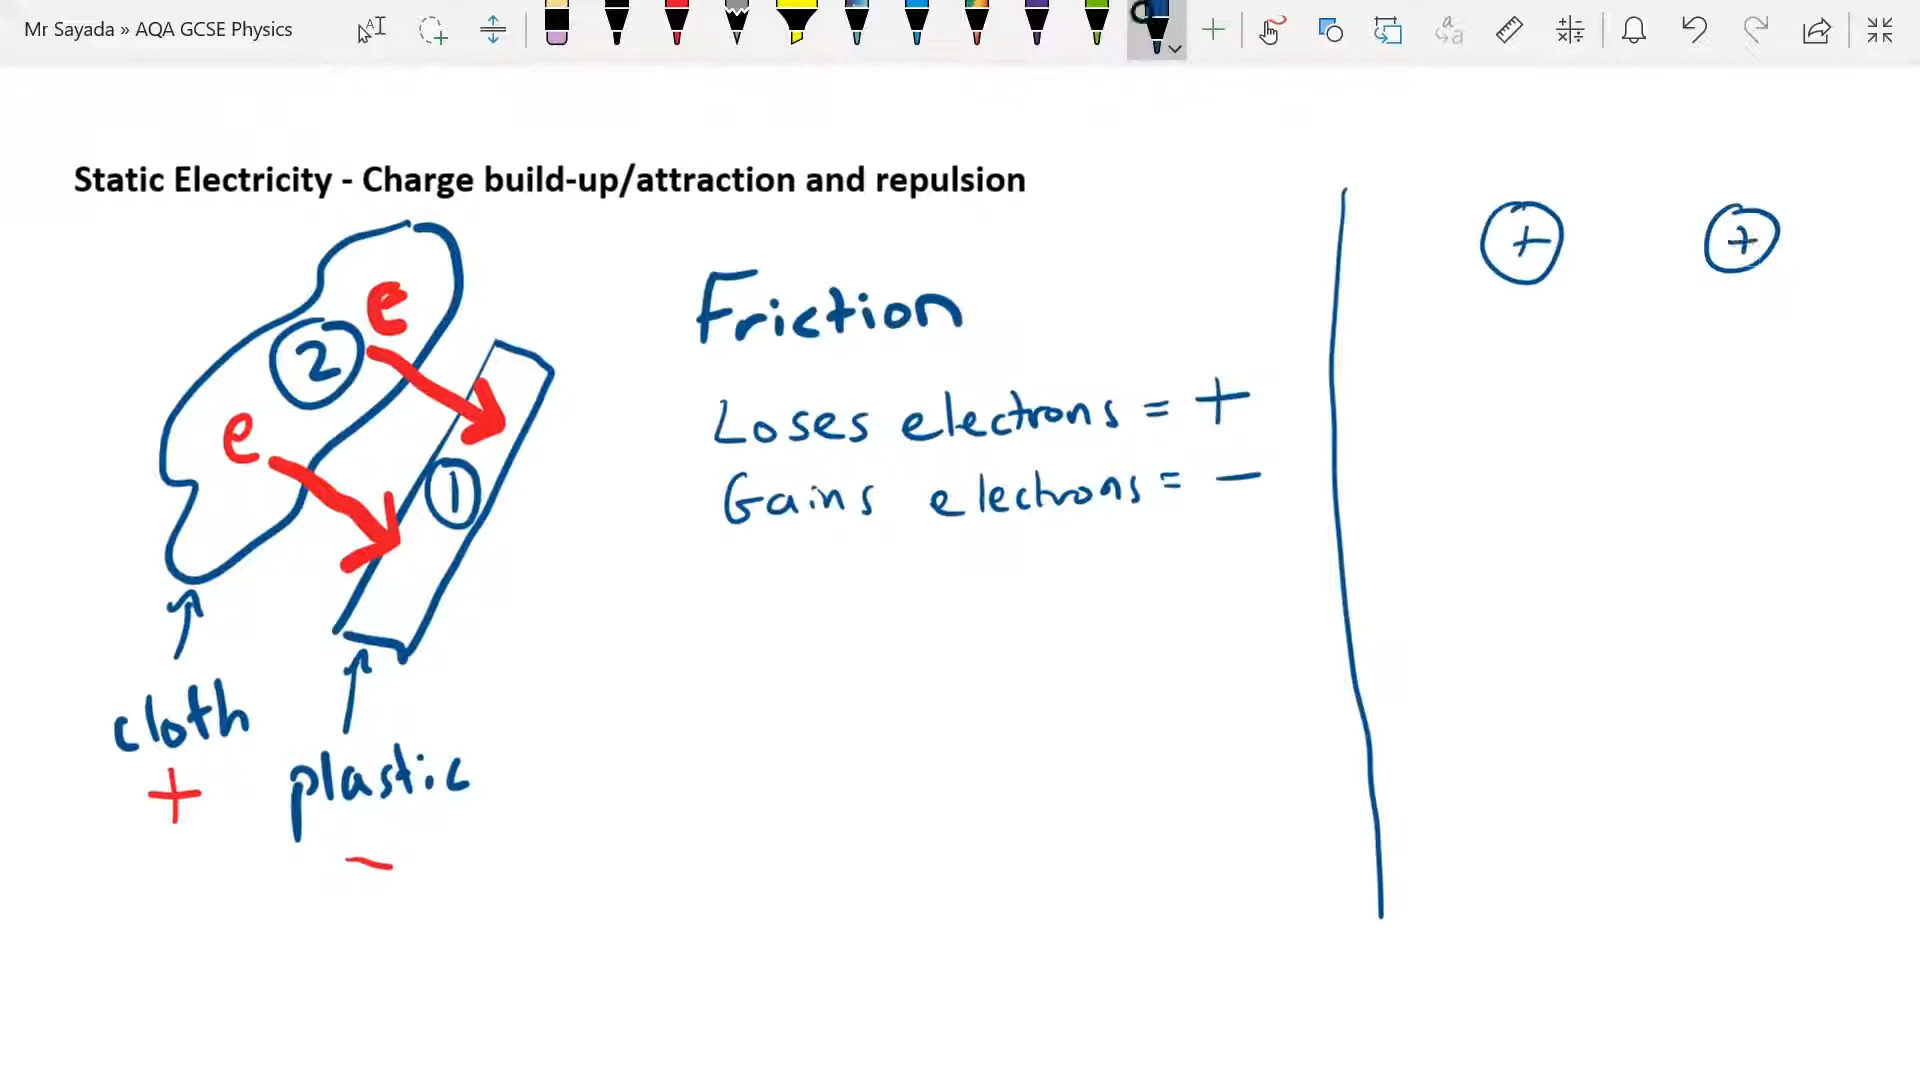 Mr Sayada » AQA GCSE Physics
Static Electricity - Charge build-up/attraction and repulsion
+ +
e
2
Friction
e
Loses electrons = +
1
Gains electrons = −
cloth
+
plastic
−